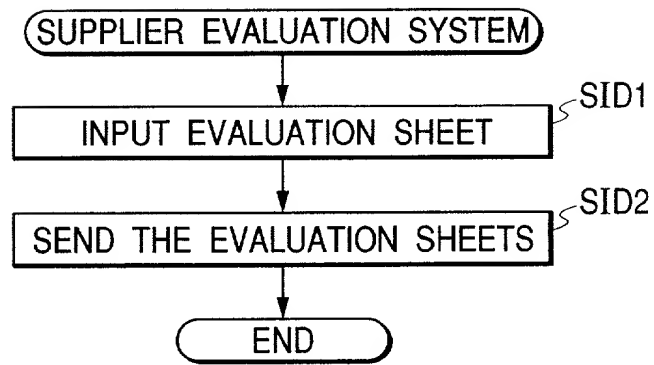 SUPPLIER EVALUATION SYSTEM
SID1
INPUT EVALUATION SHEET
SID2
SEND THE EVALUATION SHEETS
END